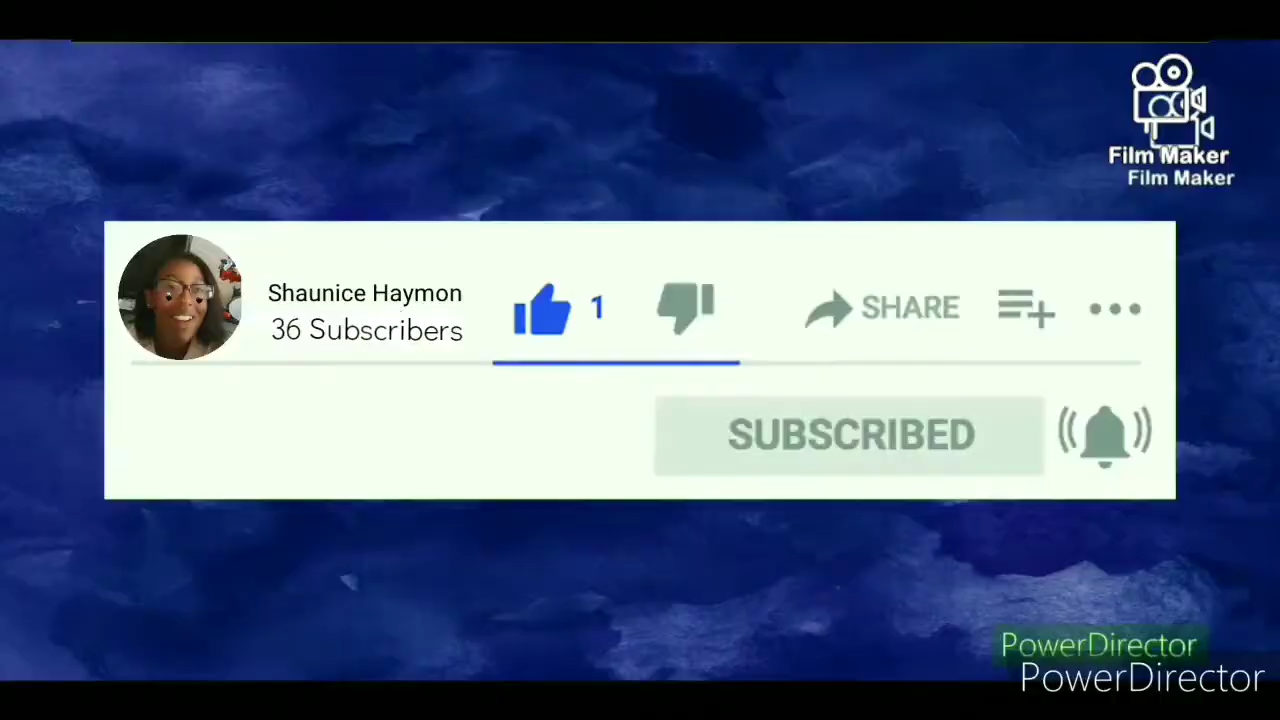 Film Maker
Film Maker
Shaunice Haymon
36 Subscribers
1
SHARE
SUBSCRIBED
PowerDirector
PowerDirector